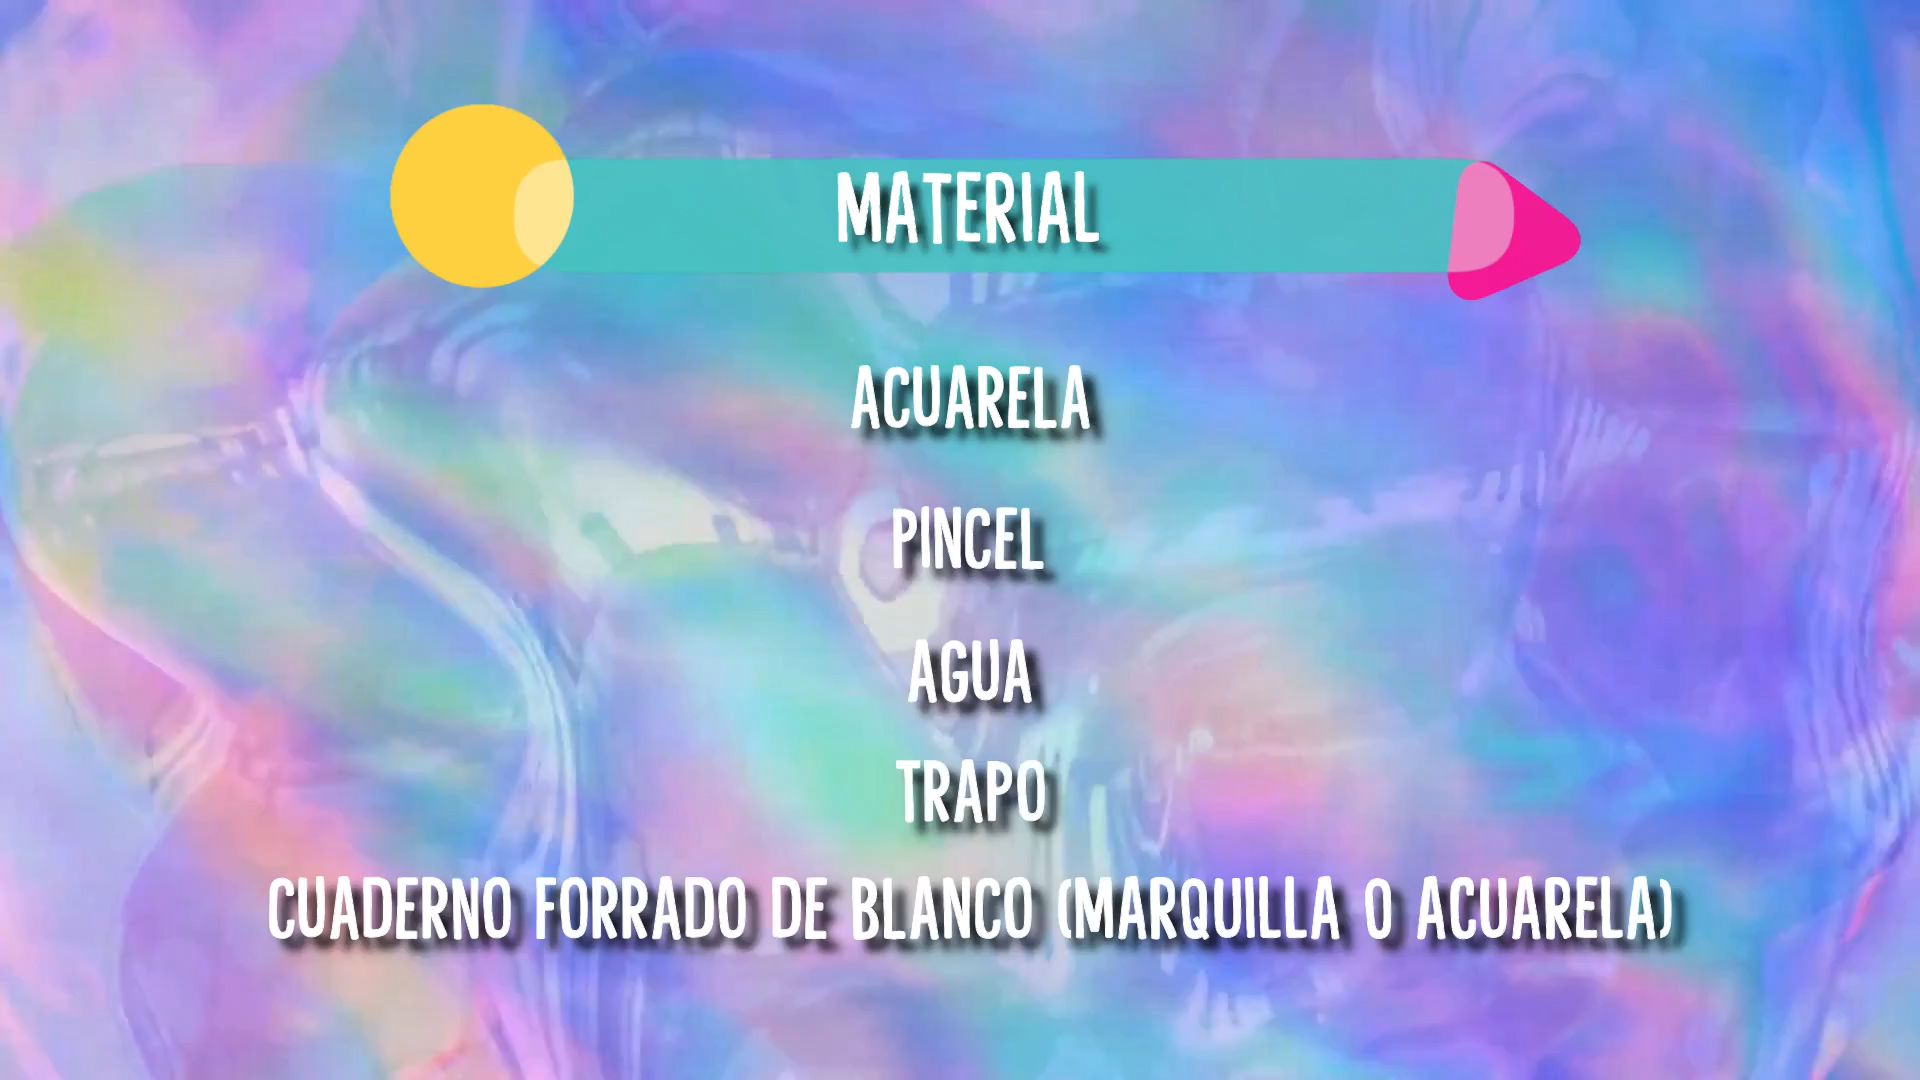 MATERIAL
ACUARELA
PINCEL
AGUA
TRAPO
CUADERNO FORRADO DE BLANCO (MARQUILLA O ACUARELA)